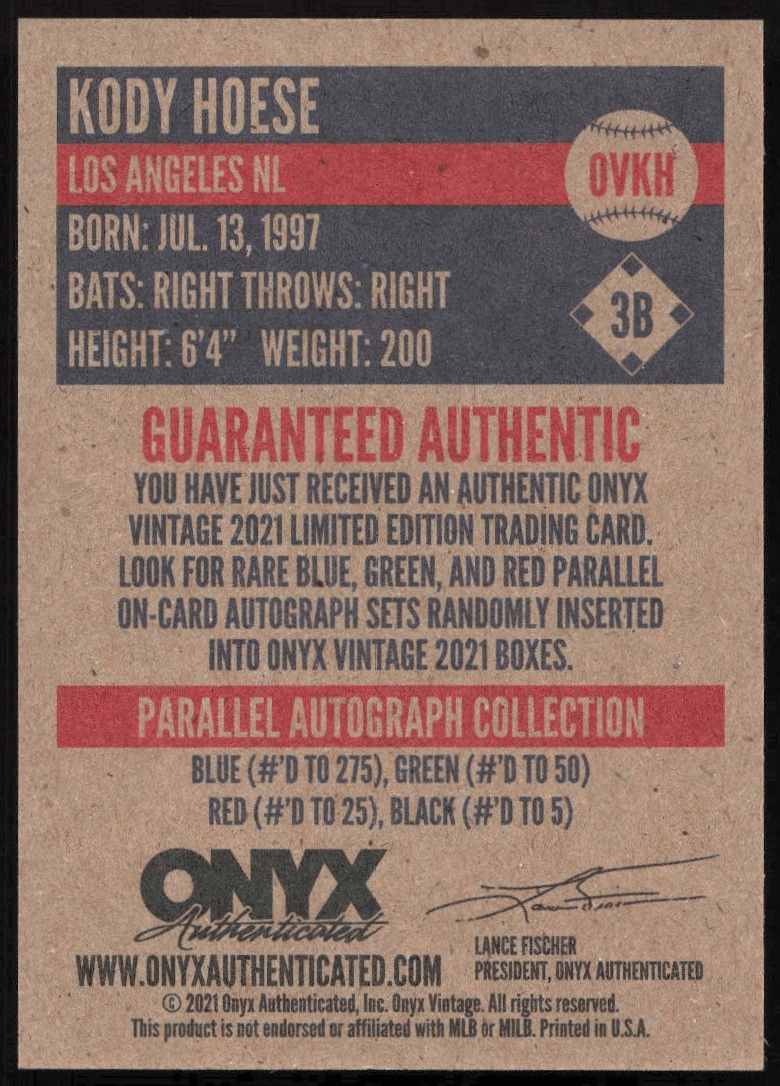 KODY HOESE
LOS ANGELES NL
OVKH
BORN: JUL. 13, 1997
BATS: RIGHT THROWS: RIGHT
3B
HEIGHT: 6'4" WEIGHT: 200
GUARANTEED AUTHENTIC
YOU HAVE JUST RECEIVED AN AUTHENTIC ONYX
VINTAGE 2021 LIMITED EDITION TRADING CARD.
LOOK FOR RARE BLUE, GREEN, AND RED PARALLEL
ON-CARD AUTOGRAPH SETS RANDOMLY INSERTED
INTO ONYX VINTAGE 2021 BOXES.
PARALLEL AUTOGRAPH COLLECTION
BLUE (#'D TO 275), GREEN (#'D TO 50)
RED (#'D TO 25), BLACK (#'D TO 5)
ONYX
Authenticated
WWW.ONYXAUTHENTICATED.COM
LANCE FISCHER
PRESIDENT, ONYX AUTHENTICATED
© 2021 Onyx Authenticated, Inc. Onyx Vintage. All rights reserved.
This product is not endorsed or affiliated with MLB or MILB. Printed in U.S.A.